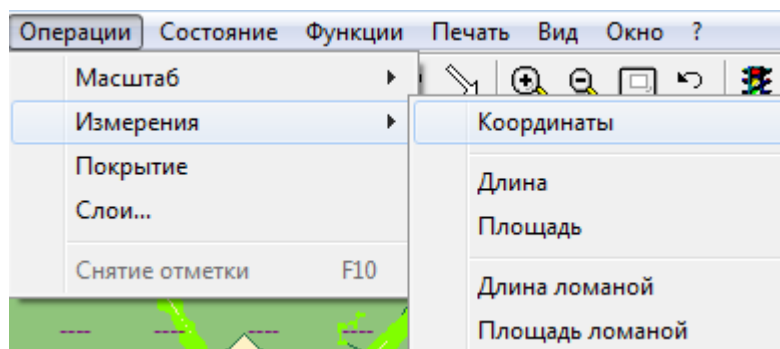 Операции Состояние Функции Печать Вид Окно ?
Масштаб
Измерения
Покрытие
Слои...
Снятие отметки F10
Координаты
Длина
Площадь
Длина ломаной
Площадь ломаной